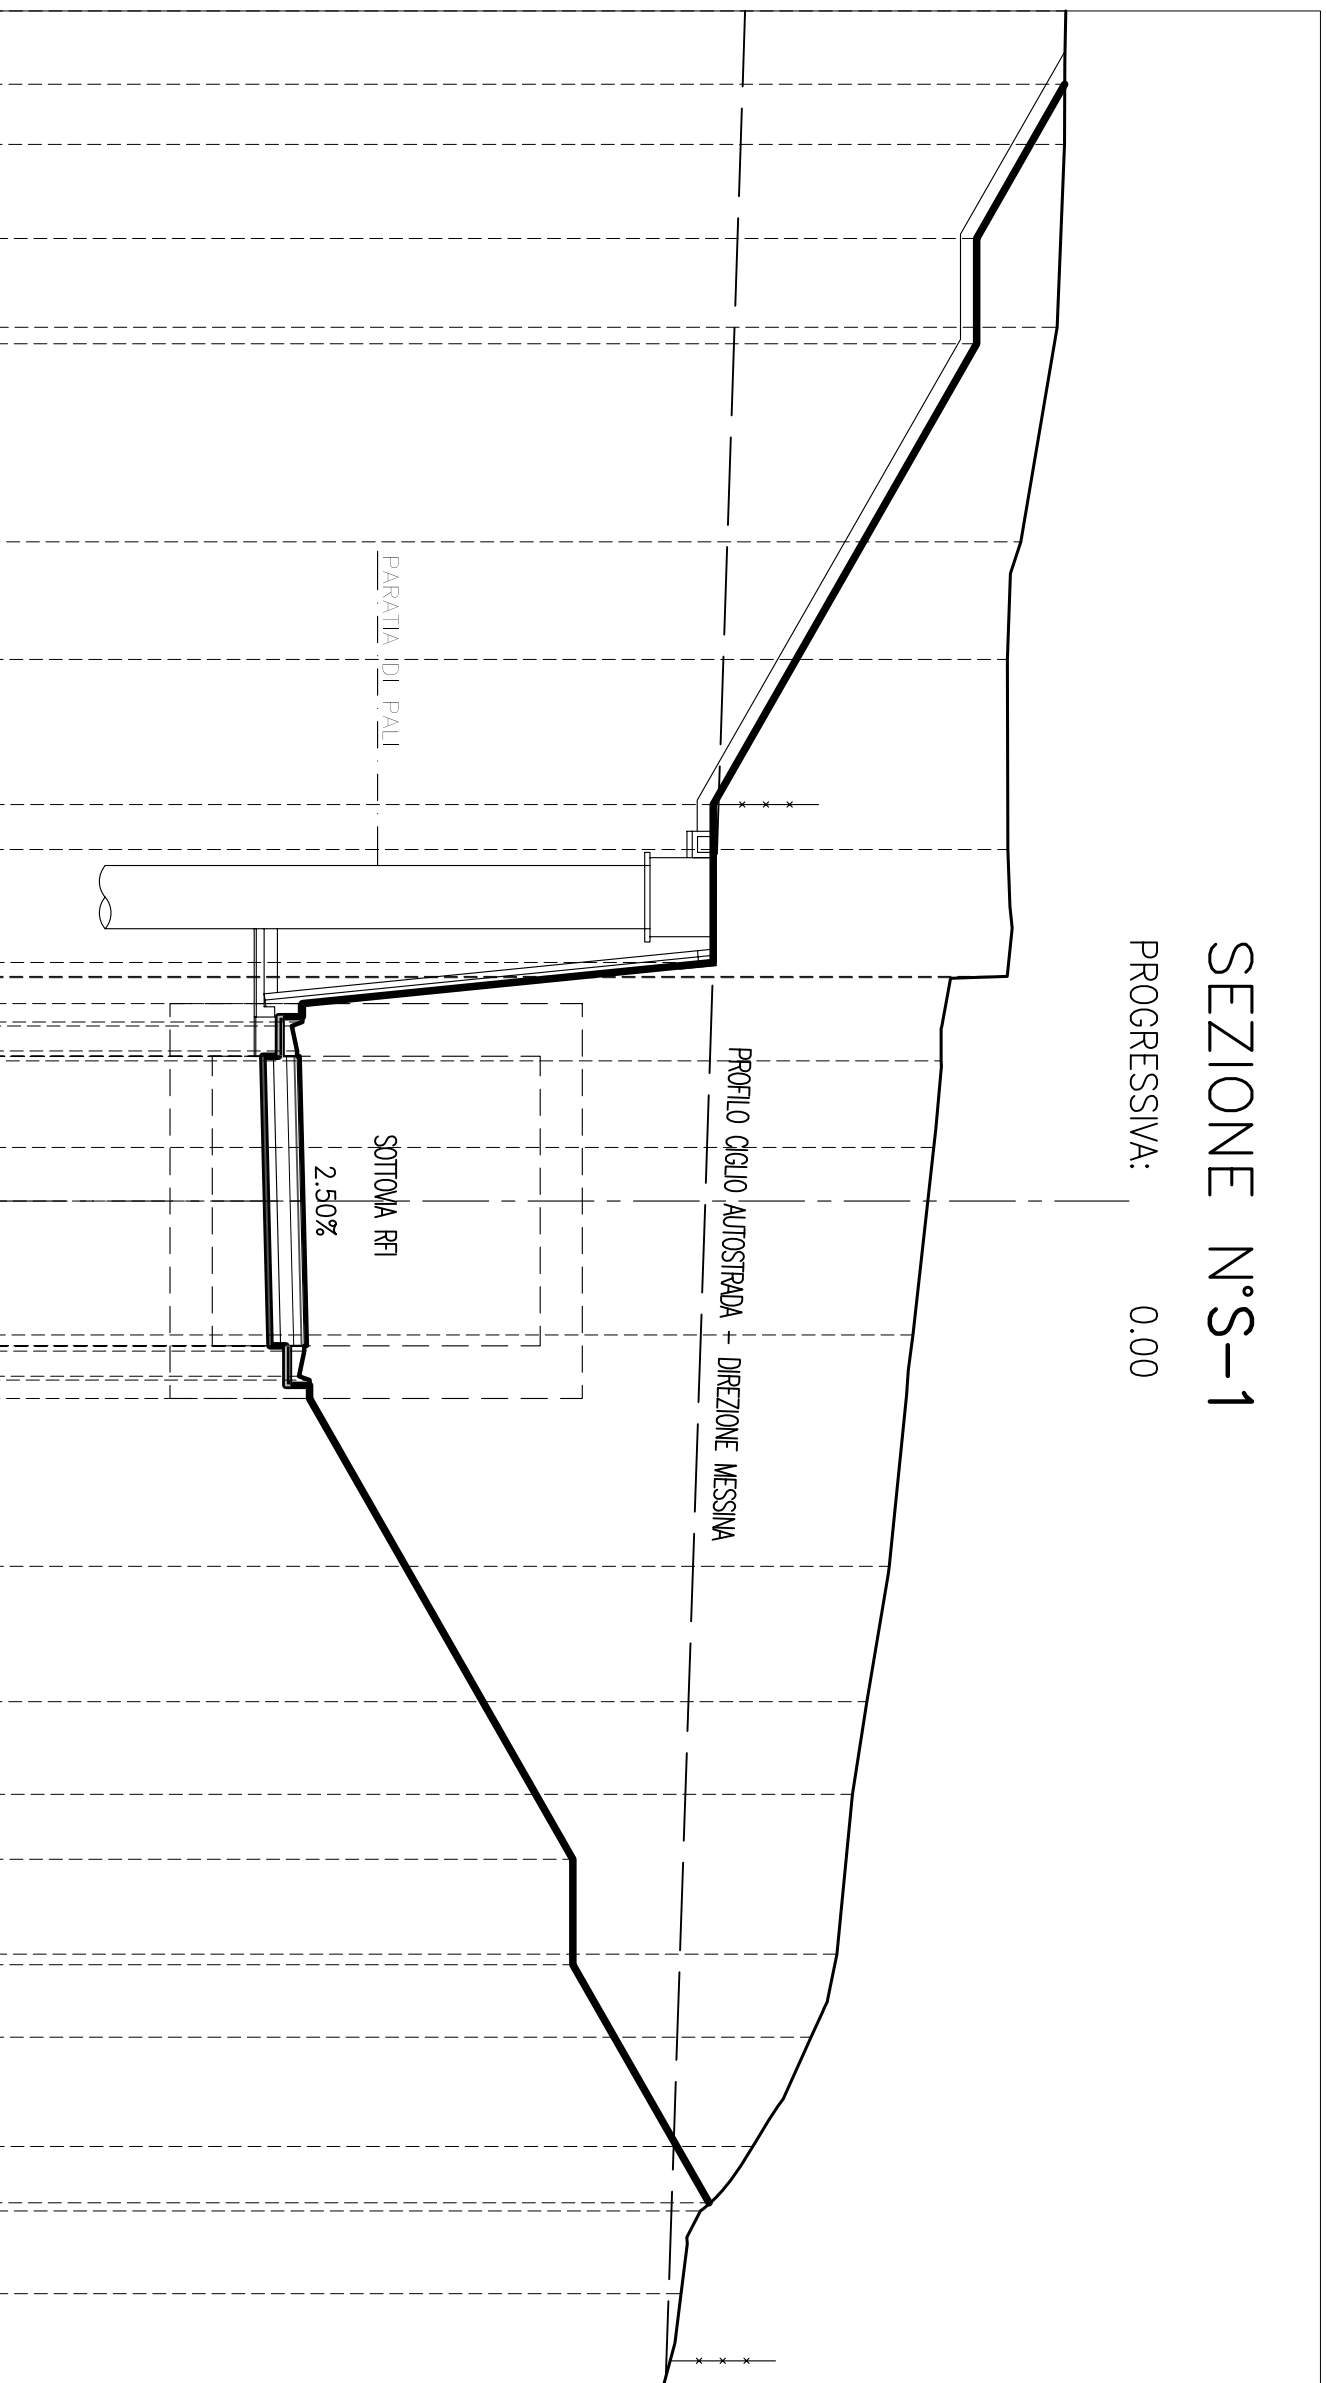 SEZIONE N°S-1
PROGRESSIVA: 0.00
PROFILO CIGLIO AUTOSTRADA - DIREZIONE MESSINA
PARATIA DI PALI
SOTTOVIA RFI
2.50%